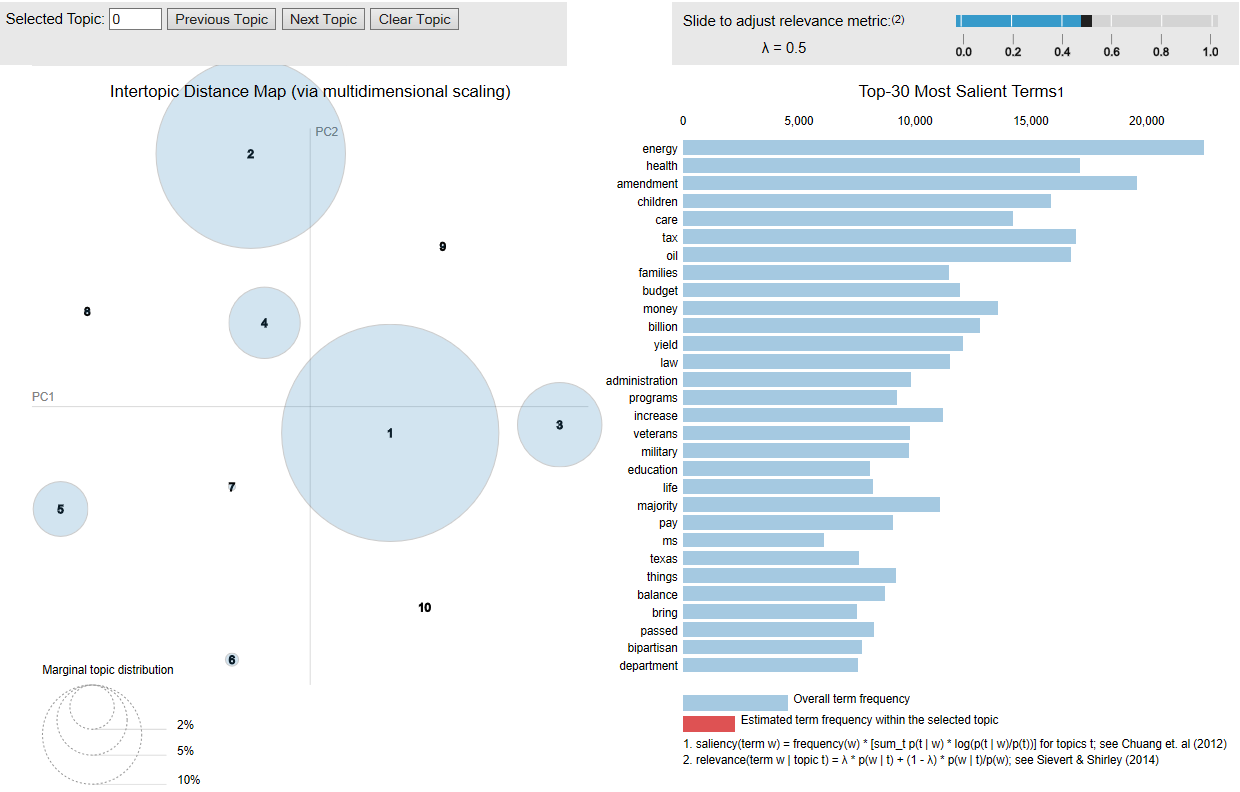 Selected Topic: 0 Previous Topic Next Topic Clear Topic
Slide to adjust relevance metric:(2)
λ = 0.5
0.0 0.2 0.4 0.6 0.8 1.0
Intertopic Distance Map (via multidimensional scaling)
PC2
2
9
8
4
PC1
1
3
7
5
10
6
Marginal topic distribution
2%
5%
10%
Top-30 Most Salient Terms1
0 5,000 10,000 15,000 20,000
energy
health
amendment
children
care
tax
oil
families
budget
money
billion
yield
law
administration
programs
increase
veterans
military
education
life
majority
pay
ms
texas
things
balance
bring
passed
bipartisan
department
Overall term frequency
Estimated term frequency within the selected topic
1. saliency(term w) = frequency(w) * [sum_t p(t | w) * log(p(t | w)/p(t))] for topics t; see Chuang et. al (2012)
2. relevance(term w | topic t) = λ * p(w | t) + (1 - λ) * p(w | t)/p(w); see Sievert & Shirley (2014)